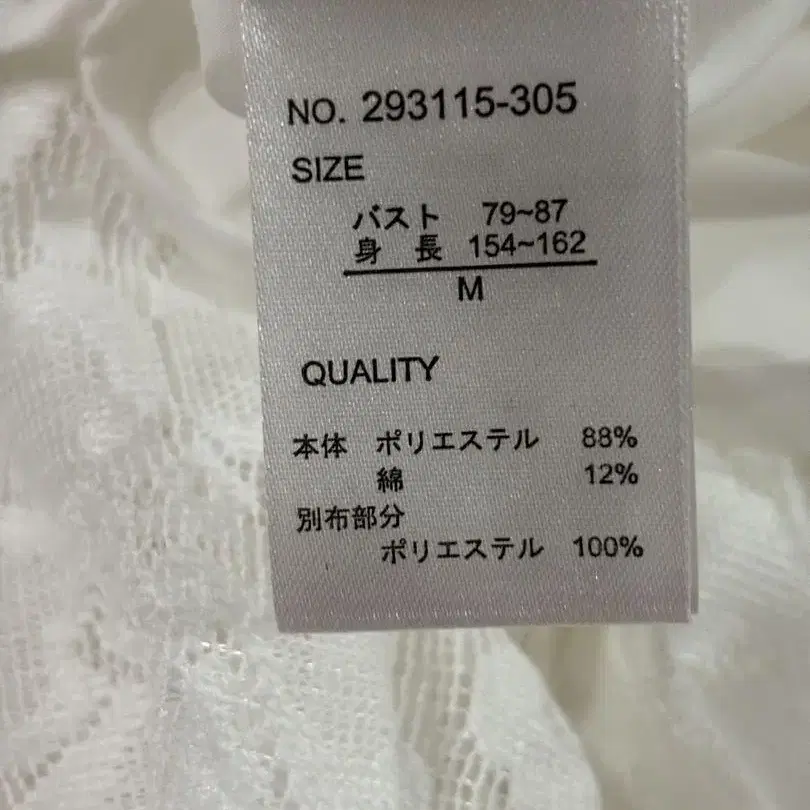 NO. 293115-305
SIZE
バスト 79~87
身 長 154~162
M
QUALITY
本体 ポリエステル 88%
綿 12%
別布部分
ポリエステル 100%